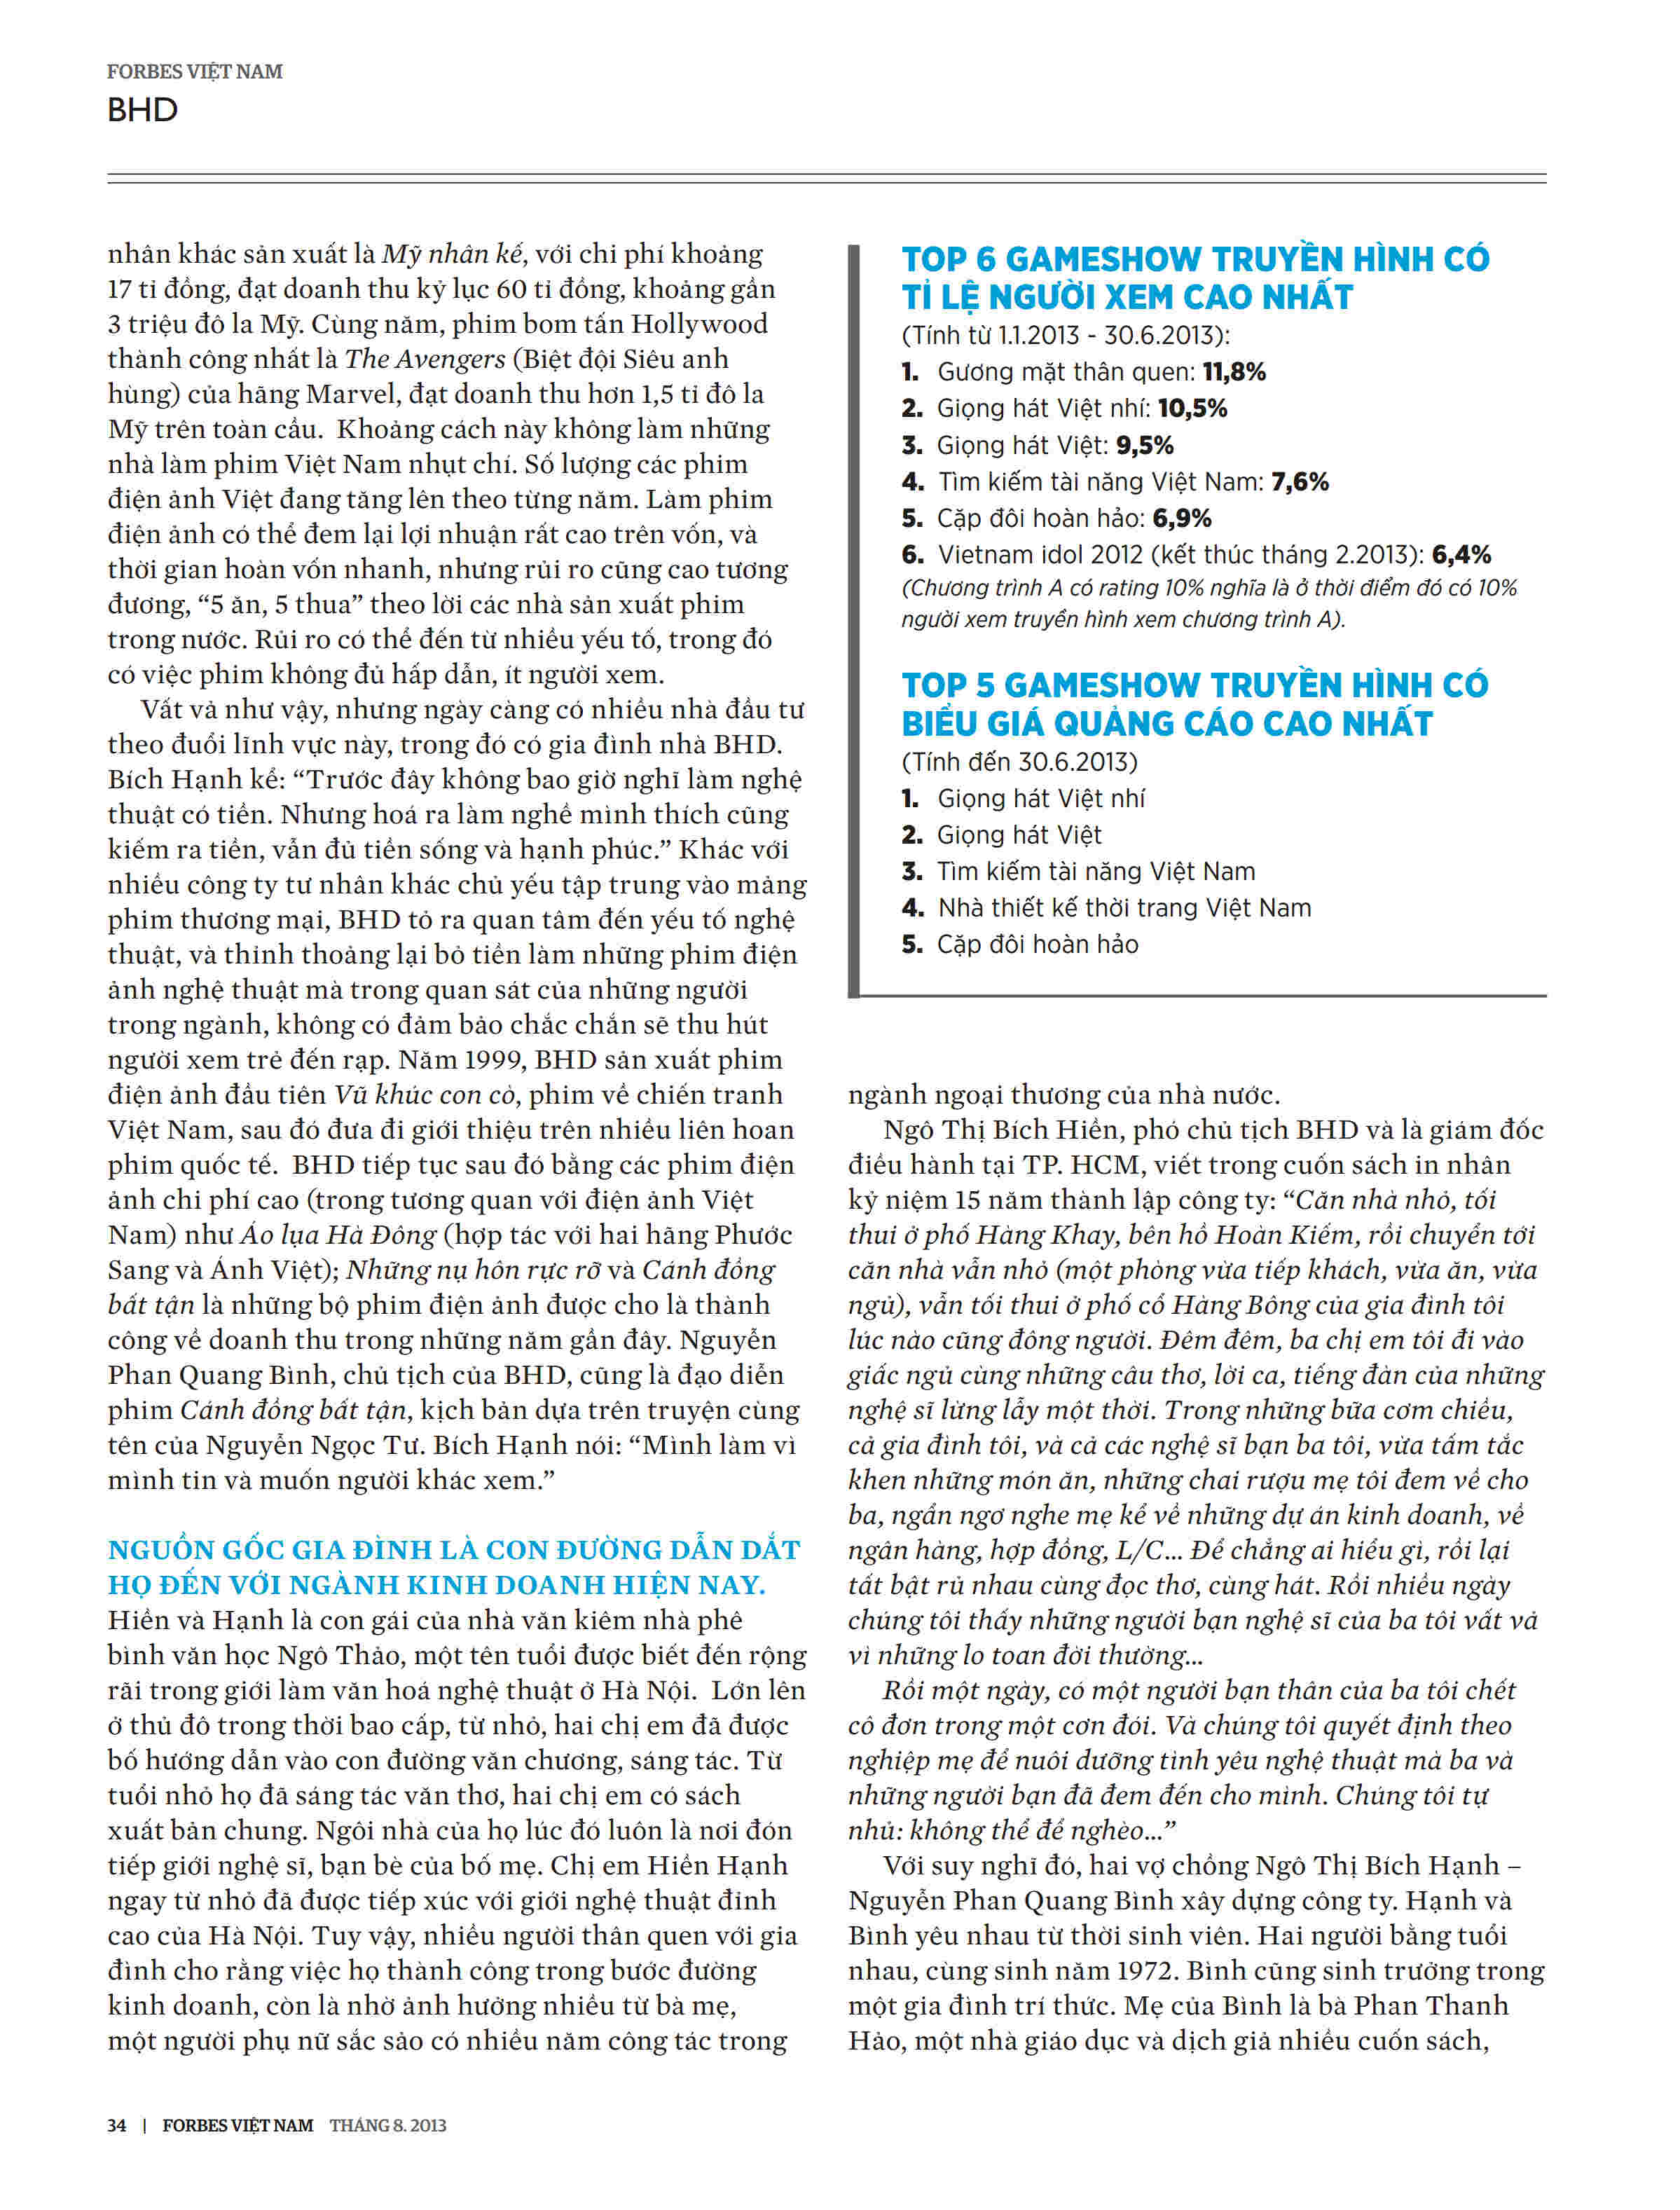 FORBES VIỆT NAM
BHD
nhân khác sản xuất là Mỹ nhân kế, với chi phí khoảng
17 tỉ đồng, đạt doanh thu kỷ lục 60 tỉ đồng, khoảng gần
3 triệu đô la Mỹ. Cùng năm, phim bom tấn Hollywood
thành công nhất là The Avengers (Biệt đội Siêu anh
hùng) của hãng Marvel, đạt doanh thu hơn 1,5 tỉ đô la
Mỹ trên toàn cầu.  Khoảng cách này không làm những
nhà làm phim Việt Nam nhụt chí. Số lượng các phim
điện ảnh Việt đang tăng lên theo từng năm. Làm phim
điện ảnh có thể đem lại lợi nhuận rất cao trên vốn, và
thời gian hoàn vốn nhanh, nhưng rủi ro cũng cao tương
đương, “5 ăn, 5 thua” theo lời các nhà sản xuất phim
trong nước. Rủi ro có thể đến từ nhiều yếu tố, trong đó
có việc phim không đủ hấp dẫn, ít người xem.
Vất vả như vậy, nhưng ngày càng có nhiều nhà đầu tư
theo đuổi lĩnh vực này, trong đó có gia đình nhà BHD.
Bích Hạnh kể: “Trước đây không bao giờ nghĩ làm nghệ
thuật có tiền. Nhưng hoá ra làm nghề mình thích cũng
kiếm ra tiền, vẫn đủ tiền sống và hạnh phúc.” Khác với
nhiều công ty tư nhân khác chủ yếu tập trung vào mảng
phim thương mại, BHD tỏ ra quan tâm đến yếu tố nghệ
thuật, và thỉnh thoảng lại bỏ tiền làm những phim điện
ảnh nghệ thuật mà trong quan sát của những người
trong ngành, không có đảm bảo chắc chắn sẽ thu hút
người xem trẻ đến rạp. Năm 1999, BHD sản xuất phim
điện ảnh đầu tiên Vũ khúc con cò, phim về chiến tranh
Việt Nam, sau đó đưa đi giới thiệu trên nhiều liên hoan
phim quốc tế.  BHD tiếp tục sau đó bằng các phim điện
ảnh chi phí cao (trong tương quan với điện ảnh Việt
Nam) như Áo lụa Hà Đông (hợp tác với hai hãng Phước
Sang và Ánh Việt); Những nụ hôn rực rỡ và Cánh đồng
bất tận là những bộ phim điện ảnh được cho là thành
công về doanh thu trong những năm gần đây. Nguyễn
Phan Quang Bình, chủ tịch của BHD, cũng là đạo diễn
phim Cánh đồng bất tận, kịch bản dựa trên truyện cùng
tên của Nguyễn Ngọc Tư. Bích Hạnh nói: “Mình làm vì
mình tin và muốn người khác xem.”
NGUỒN GỐC GIA ĐÌNH LÀ CON ĐƯỜNG DẪN DẮT
HỌ ĐẾN VỚI NGÀNH KINH DOANH HIỆN NAY.
Hiền và Hạnh là con gái của nhà văn kiêm nhà phê
bình văn học Ngô Thảo, một tên tuổi được biết đến rộng
rãi trong giới làm văn hoá nghệ thuật ở Hà Nội.  Lớn lên
ở thủ đô trong thời bao cấp, từ nhỏ, hai chị em đã được
bố hướng dẫn vào con đường văn chương, sáng tác. Từ
tuổi nhỏ họ đã sáng tác văn thơ, hai chị em có sách
xuất bản chung. Ngôi nhà của họ lúc đó luôn là nơi đón
tiếp giới nghệ sĩ, bạn bè của bố mẹ. Chị em Hiền Hạnh
ngay từ nhỏ đã được tiếp xúc với giới nghệ thuật đỉnh
cao của Hà Nội. Tuy vậy, nhiều người thân quen với gia
đình cho rằng việc họ thành công trong bước đường
kinh doanh, còn là nhờ ảnh hưởng nhiều từ bà mẹ,
một người phụ nữ sắc sảo có nhiều năm công tác trong
TOP 6 GAMESHOW TRUYỀN HÌNH CÓ
TỈ LỆ NGƯỜI XEM CAO NHẤT
(Tính từ 1.1.2013 - 30.6.2013):
1. Gương mặt thân quen: 11,8%
2. Giọng hát Việt nhí: 10,5%
3. Giọng hát Việt: 9,5%
4. Tìm kiếm tài năng Việt Nam: 7,6%
5. Cặp đôi hoàn hảo: 6,9%
6. Vietnam idol 2012 (kết thúc tháng 2.2013): 6,4%
(Chương trình A có rating 10% nghĩa là ở thời điểm đó có 10%
người xem truyền hình xem chương trình A).
TOP 5 GAMESHOW TRUYỀN HÌNH CÓ
BIỂU GIÁ QUẢNG CÁO CAO NHẤT
(Tính đến 30.6.2013)
1. Giọng hát Việt nhí
2. Giọng hát Việt
3. Tìm kiếm tài năng Việt Nam
4. Nhà thiết kế thời trang Việt Nam
5. Cặp đôi hoàn hảo
ngành ngoại thương của nhà nước.
Ngô Thị Bích Hiền, phó chủ tịch BHD và là giám đốc
điều hành tại TP. HCM, viết trong cuốn sách in nhân
kỷ niệm 15 năm thành lập công ty: “Căn nhà nhỏ, tối
thui ở phố Hàng Khay, bên hồ Hoàn Kiếm, rồi chuyển tới
căn nhà vẫn nhỏ (một phòng vừa tiếp khách, vừa ăn, vừa
ngủ), vẫn tối thui ở phố cổ Hàng Bông của gia đình tôi
lúc nào cũng đông người. Đêm đêm, ba chị em tôi đi vào
giấc ngủ cùng những câu thơ, lời ca, tiếng đàn của những
nghệ sĩ lừng lẫy một thời. Trong những bữa cơm chiều,
cả gia đình tôi, và cả các nghệ sĩ bạn ba tôi, vừa tấm tắc
khen những món ăn, những chai rượu mẹ tôi đem về cho
ba, ngẩn ngơ nghe mẹ kể về những dự án kinh doanh, về
ngân hàng, hợp đồng, L/C... Để chẳng ai hiểu gì, rồi lại
tất bật rủ nhau cùng đọc thơ, cùng hát. Rồi nhiều ngày
chúng tôi thấy những người bạn nghệ sĩ của ba tôi vất vả
vì những lo toan đời thường...
Rồi một ngày, có một người bạn thân của ba tôi chết
cô đơn trong một cơn đói. Và chúng tôi quyết định theo
nghiệp mẹ để nuôi dưỡng tình yêu nghệ thuật mà ba và
những người bạn đã đem đến cho mình. Chúng tôi tự
nhủ: không thể để nghèo...”
Với suy nghĩ đó, hai vợ chồng Ngô Thị Bích Hạnh –
Nguyễn Phan Quang Bình xây dựng công ty. Hạnh và
Bình yêu nhau từ thời sinh viên. Hai người bằng tuổi
nhau, cùng sinh năm 1972. Bình cũng sinh trưởng trong
một gia đình trí thức. Mẹ của Bình là bà Phan Thanh
Hảo, một nhà giáo dục và dịch giả nhiều cuốn sách,
34 | FORBES VIỆT NAM THÁNG 8. 2013